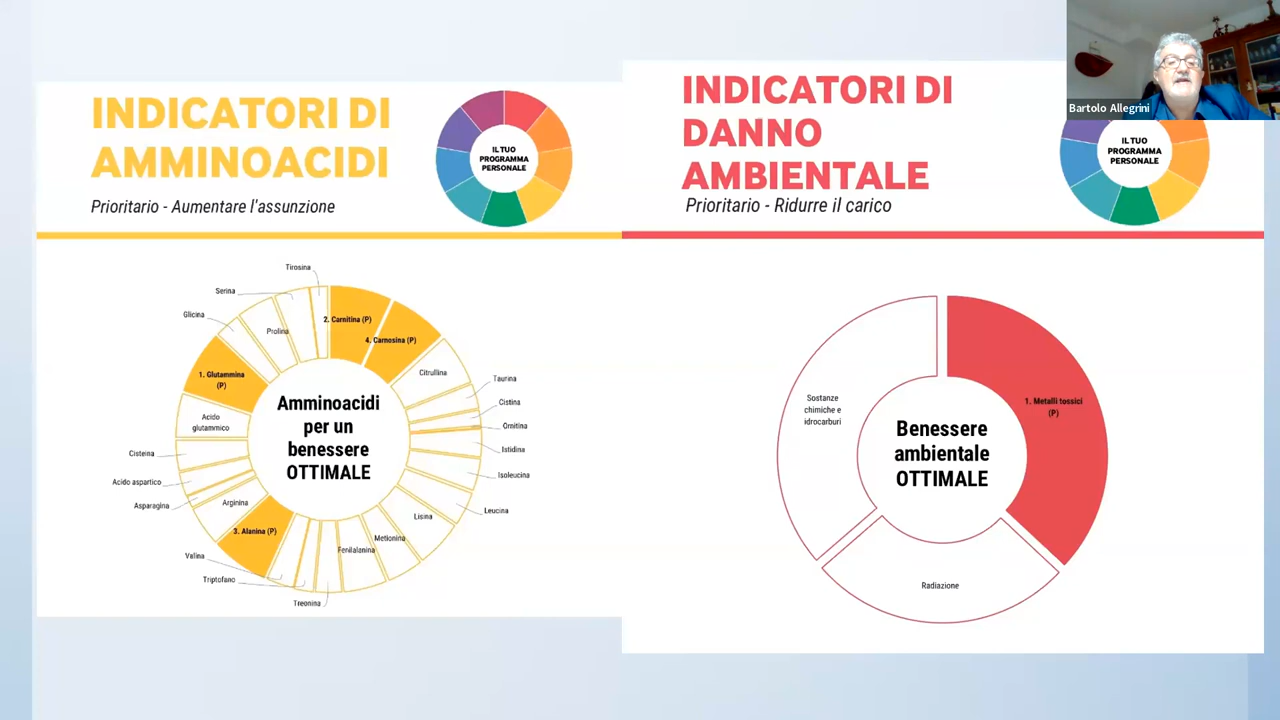 INDICATORI DI
AMMINOACIDI
Prioritario - Aumentare l'assunzione
IL TUO
PROGRAMMA
PERSONALE
Tirosina
Serina
Glicina
Prolina
2. Carnitina (P)
4. Carnosina (P)
1. Glutammina
(P)
Citrullina
Taurina
Cistina
Ornitina
Istidina
Isoleucina
Leucina
Lisina
Metionina
Fenilalanina
Treonina
Triptofano
Valina
3. Alanina (P)
Arginina
Asparagina
Acido aspartico
Cisteina
Acido
glutammico
Amminoacidi
per un
benessere
OTTIMALE
INDICATORI DI
DANNO
AMBIENTALE
Prioritario - Ridurre il carico
Bartolo Allegrini
IL TUO
PROGRAMMA
PERSONALE
Sostanze
chimiche e
idrocarburi
1. Metalli tossici
(P)
Benessere
ambientale
OTTIMALE
Radiazione